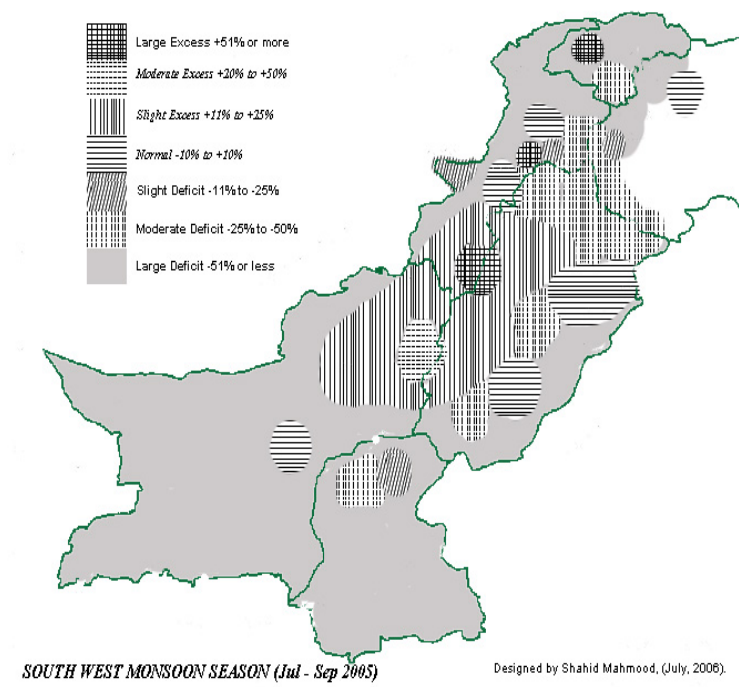 Large Excess +51% or more
Moderate Excess +20% to +50%
Slight Excess +11% to +25%
Normal -10% to +10%
Slight Deficit -11% to -25%
Moderate Deficit -25% to -50%
Large Deficit -51% or less
SOUTH WEST MONSOON SEASON (Jul - Sep 2005)
Designed by Shahid Mahmood, (July, 2006).